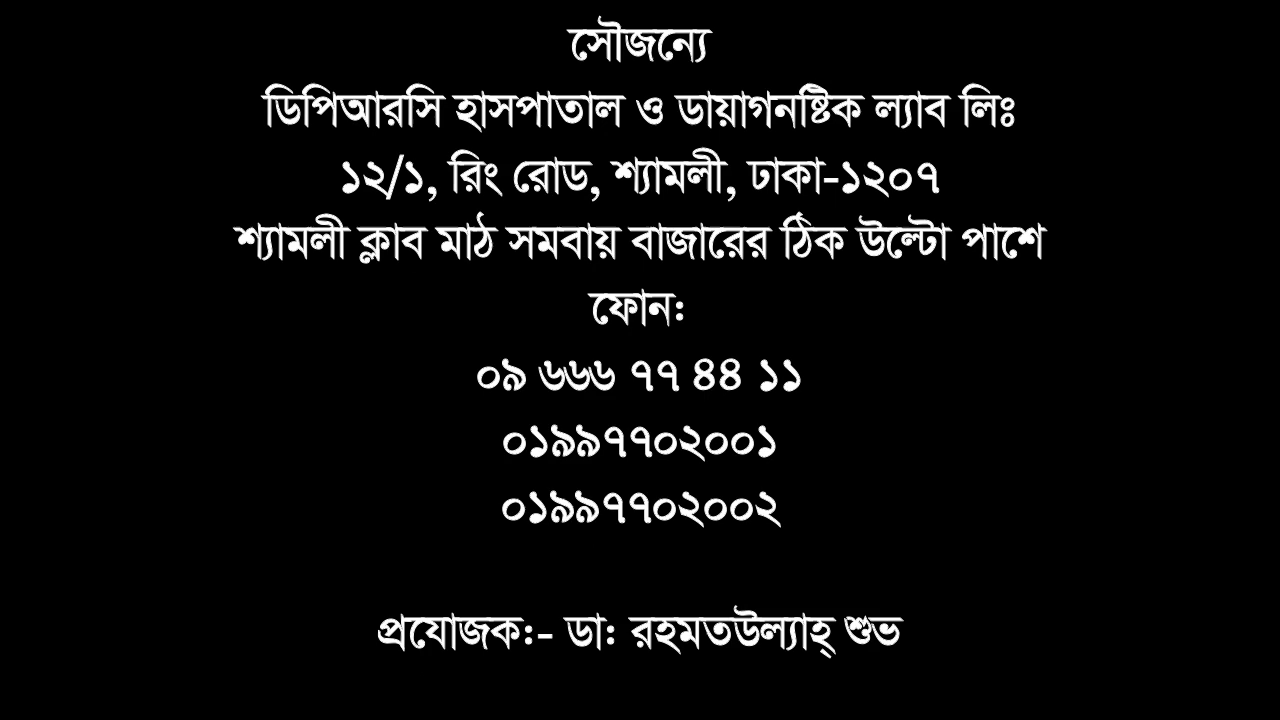 সৌজন্যে
ডিপিআরসি হাসপাতাল ও ডায়াগনষ্টিক ল্যাব লিঃ
১২/১, রিং রোড, শ্যামলী, ঢাকা-১২০৭
শ্যামলী ক্লাব মাঠ সমবায় বাজারের ঠিক উল্টো পাশে
ফোন:
০৯ ৬৬৬ ৭৭ ৪৪ ১১
০১৯৯৭৭০২০০১
০১৯৯৭৭০২০০২
প্রযোজক:- ডা: রহমতউল্যাহ্ শুভ